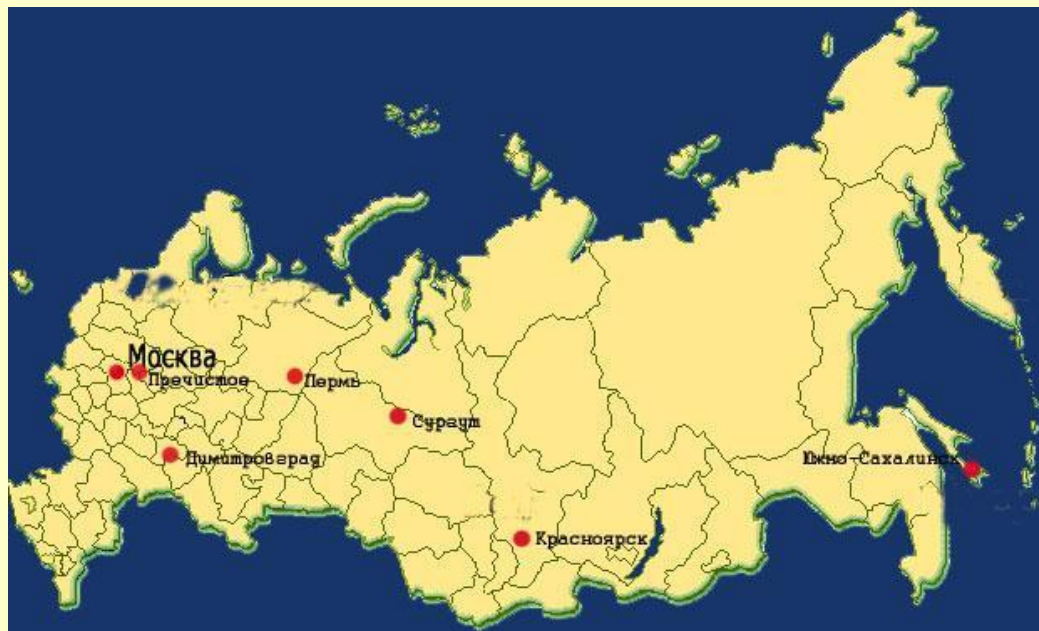 Москва
Пречистое
Пермь
Сургут
Димитровград
Южно-Сахалинск
Красноярск